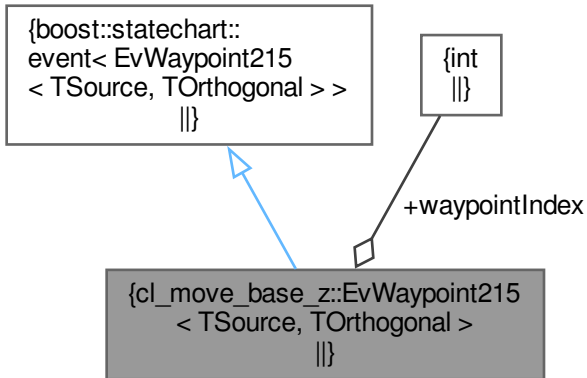 {boost::statechart::
event< EvWaypoint215
< TSource, TOrthogonal > >
||}
{int
||}
+waypointIndex
{cl_move_base_z::EvWaypoint215
< TSource, TOrthogonal >
||}